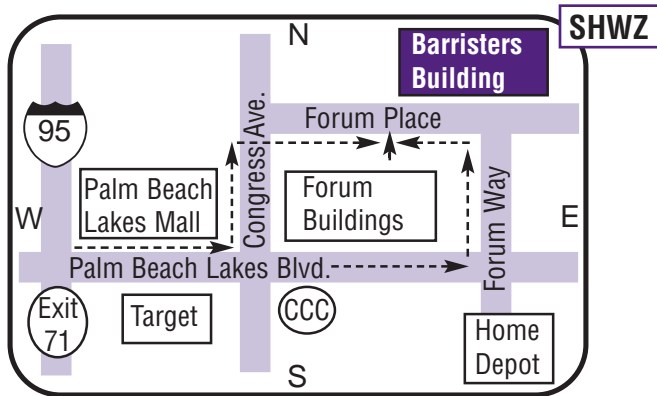 N
SHWZ
Barristers
Building
95
Forum Place
Congress Ave.
Palm Beach
Lakes Mall
Forum
Buildings
Forum Way
W
E
Palm Beach Lakes Blvd.
Exit
71
Target
CCC
Home
Depot
S